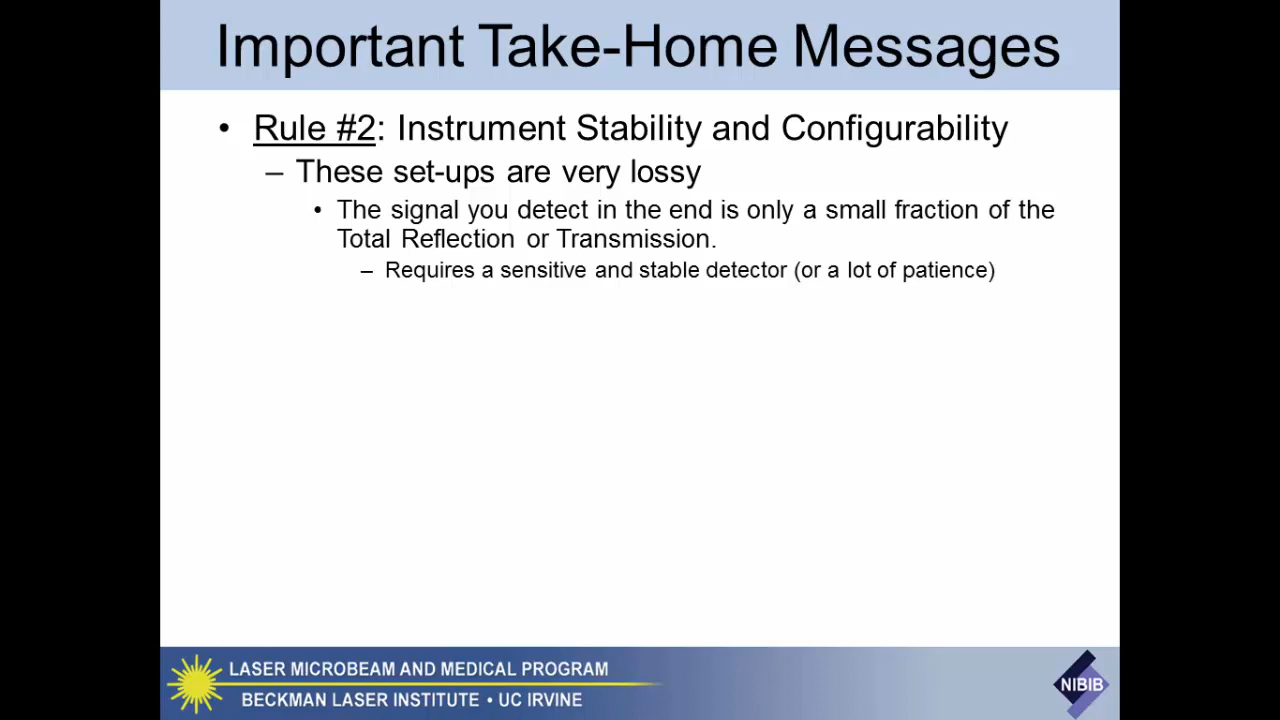 Important Take-Home Messages
• Rule #2: Instrument Stability and Configurability
– These set-ups are very lossy
• The signal you detect in the end is only a small fraction of the
Total Reflection or Transmission.
– Requires a sensitive and stable detector (or a lot of patience)
LASER MICROBEAM AND MEDICAL PROGRAM
BECKMAN LASER INSTITUTE • UC IRVINE
NIBIB